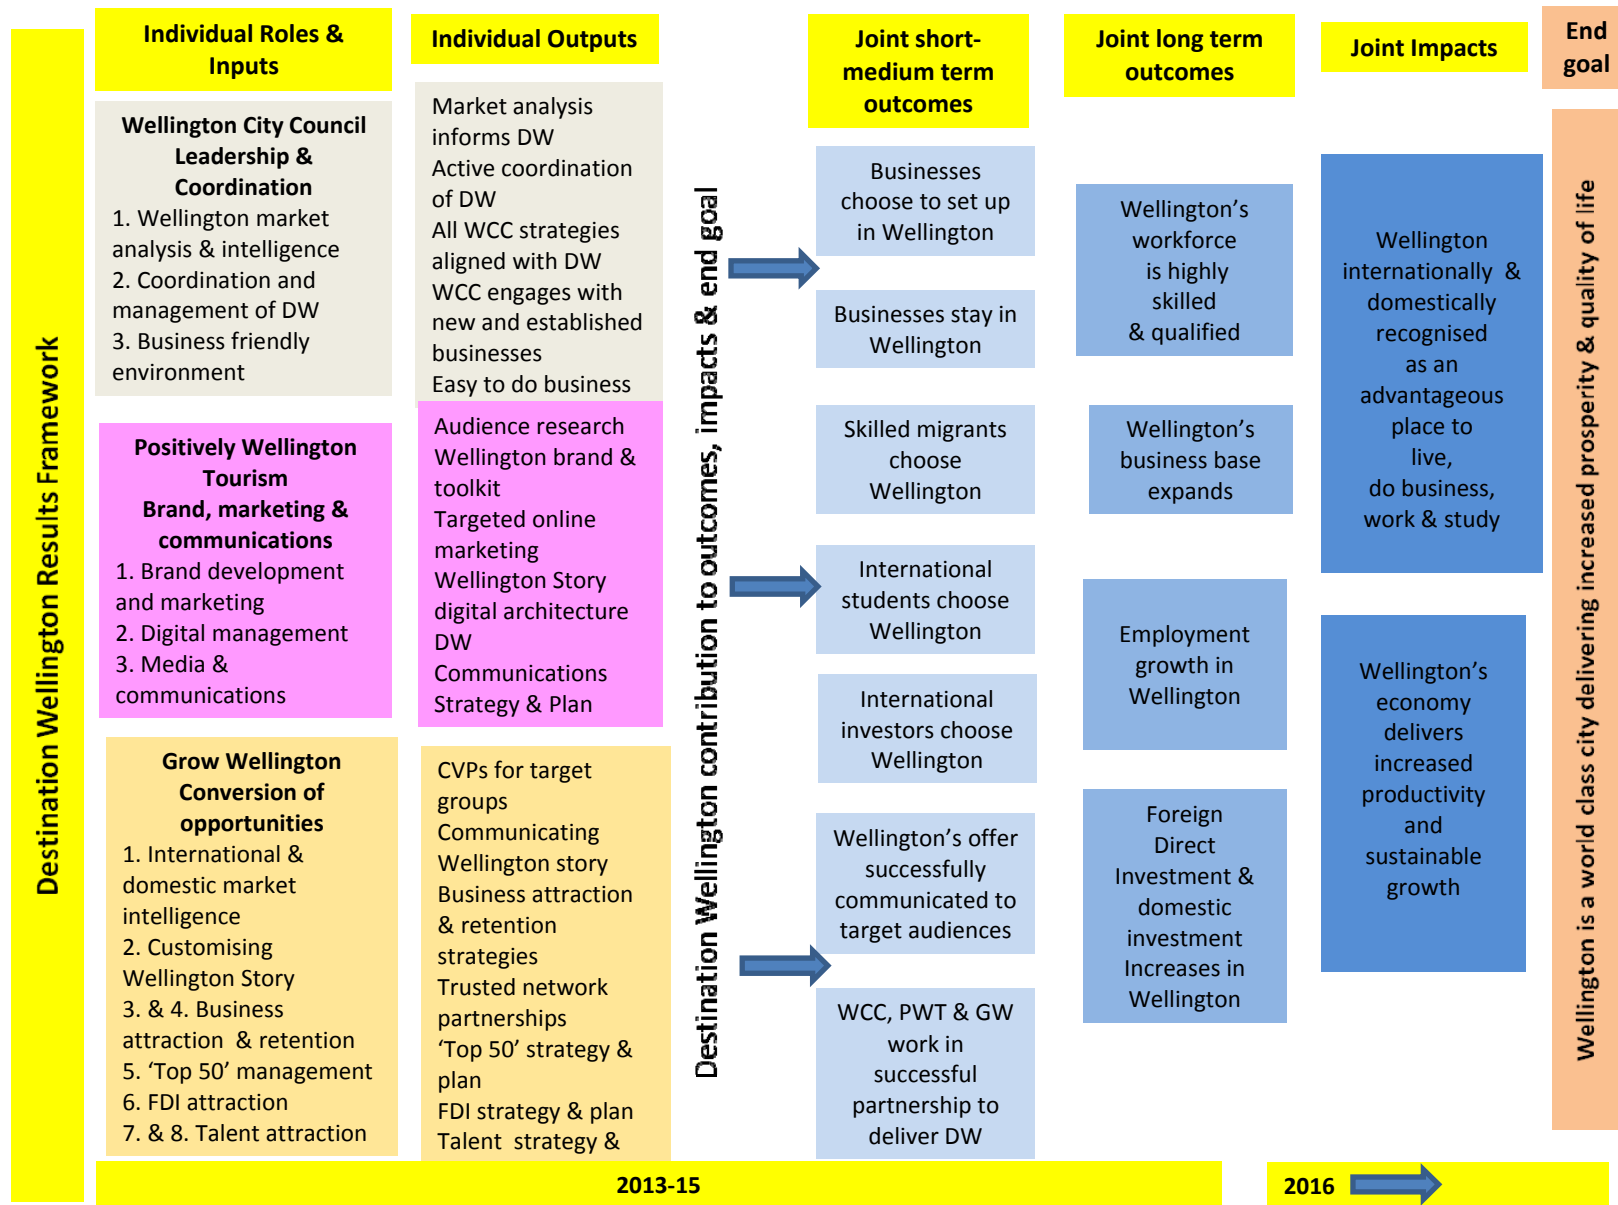 Destination Wellington Results Framework
Individual Roles &
Inputs
Wellington City Council
Leadership &
Coordination
1. Wellington market
analysis & intelligence
2. Coordination and
management of DW
3. Business friendly
environment
Positively Wellington
Tourism
Brand, marketing &
communications
1. Brand development
and marketing
2. Digital management
3. Media &
communications
Grow Wellington
Conversion of
opportunities
1. International &
domestic market
intelligence
2. Customising
Wellington Story
3. & 4. Business
attraction & retention
5. ‘Top 50’ management
6. FDI attraction
7. & 8. Talent attraction
Individual Outputs
Market analysis
informs DW
Active coordination
of DW
All WCC strategies
aligned with DW
WCC engages with
new and established
businesses
Easy to do business
Audience research
Wellington brand &
toolkit
Targeted online
marketing
Wellington Story
digital architecture
DW
Communications
Strategy & Plan
CVPs for target
groups
Communicating
Wellington story
Business attraction
& retention
strategies
Trusted network
partnerships
‘Top 50’ strategy &
plan
FDI strategy & plan
Talent strategy &
Destination Wellington contribution to outcomes, impacts & end goal
Joint short-
medium term
outcomes
Businesses
choose to set up
in Wellington
Businesses stay in
Wellington
Skilled migrants
choose
Wellington
International
students choose
Wellington
International
investors choose
Wellington
Wellington’s offer
successfully
communicated to
target audiences
WCC, PWT & GW
work in
successful
partnership to
deliver DW
Joint long term
outcomes
Wellington’s
workforce
is highly
skilled
& qualified
Wellington’s
business base
expands
Employment
growth in
Wellington
Foreign
Direct
Investment &
domestic
investment
Increases in
Wellington
Joint Impacts
Wellington
internationally &
domestically
recognised
as an
advantageous
place to
live,
do business,
work & study
Wellington’s
economy
delivers
increased
productivity
and
sustainable
growth
End
goal
Wellington is a world class city delivering increased prosperity & quality of life
2013-15
2016